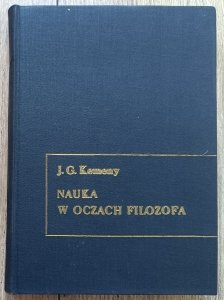 J. G. Kemeny
NAUKA
W OCZACH FILOZOFA